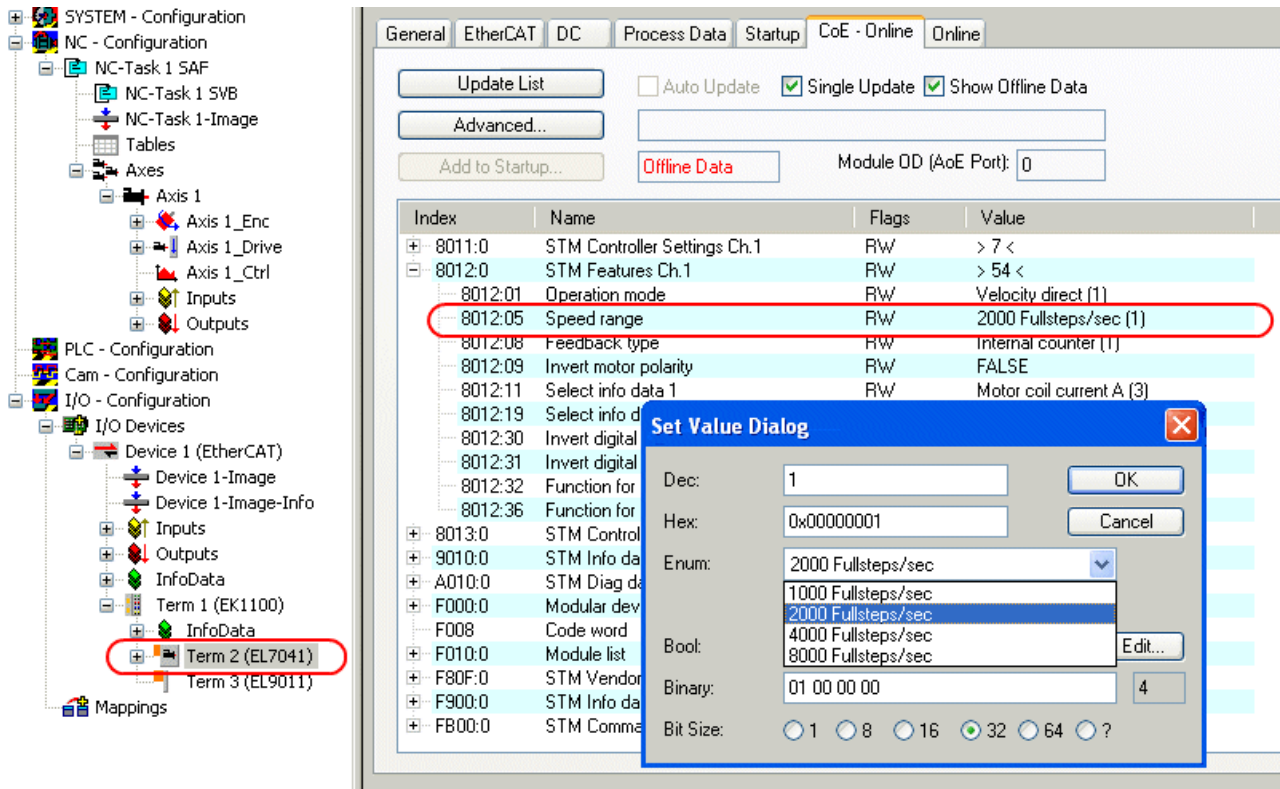 SYSTEM - Configuration
NC - Configuration
NC-Task 1 SAF
NC-Task 1 SVB
NC-Task 1-Image
Tables
Axes
Axis 1
Axis 1_Enc
Axis 1_Drive
Axis 1_Ctrl
Inputs
Outputs
PLC - Configuration
Cam - Configuration
I/O - Configuration
I/O Devices
Device 1 (EtherCAT)
Device 1-Image
Device 1-Image-Info
Inputs
Outputs
InfoData
Term 1 (EK1100)
InfoData
Term 2 (EL7041)
Term 3 (EL9011)
Mappings
General EtherCAT DC Process Data Startup CoE - Online Online
Update List Auto Update Single Update Show Offline Data
Advanced...
Add to Startup... Offline Data Module OD (AoE Port): 0
Index Name Flags Value
8011:0 STM Controller Settings Ch.1 RW > 7 <
8012:0 STM Features Ch.1 RW > 54 <
8012:01 Operation mode RW Velocity direct (1)
8012:05 Speed range RW 2000 Fullsteps/sec (1)
8012:08 Feedback type RW Internal counter (1)
8012:09 Invert motor polarity RW FALSE
8012:11 Select info data 1 RW Motor coil current A (3)
8012:19 Select info d
8012:30 Invert digital
8012:31 Invert digital
8012:32 Function for
8012:36 Function for
8013:0 STM Control
9010:0 STM Info da
A010:0 STM Diag da
F000:0 Modular dev
F008 Code word
F010:0 Module list
F80F:0 STM Vendor
F900:0 STM Info da
FB00:0 STM Comma
Set Value Dialog
Dec: 1 OK
Hex: 0x00000001 Cancel
Enum: 2000 Fullsteps/sec
1000 Fullsteps/sec
2000 Fullsteps/sec
4000 Fullsteps/sec
8000 Fullsteps/sec
Bool: Edit...
Binary: 01 00 00 00 4
Bit Size: 1 8 16 32 64 ?